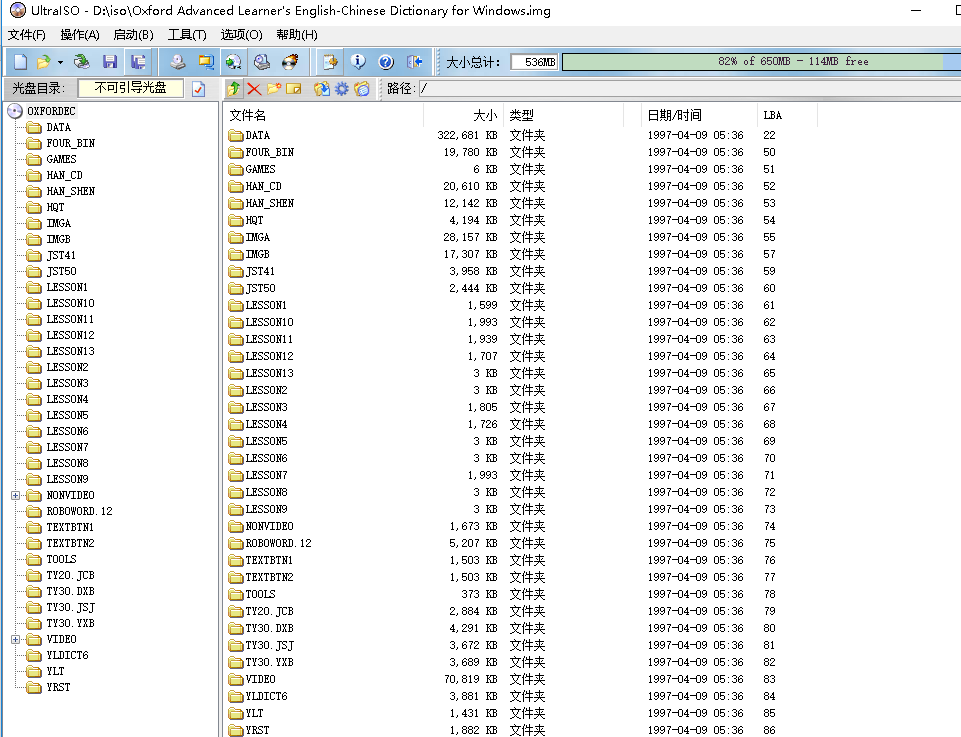 UltraISO - D:\iso\Oxford Advanced Learner's English-Chinese Dictionary for Windows.img
文件(F) 操作(A) 启动(B) 工具(T) 选项(O) 帮助(H)
大小总计: 536MB 82% of 650MB - 114MB free
光盘目录: 不可引导光盘 路径: /
OXFORDEC
DATA
FOUR_BIN
GAMES
HAN_CD
HAN_SHEN
HQT
IMGA
IMGB
JST41
JST50
LESSON1
LESSON10
LESSON11
LESSON12
LESSON13
LESSON2
LESSON3
LESSON4
LESSON5
LESSON6
LESSON7
LESSON8
LESSON9
NONVIDEO
ROBOWORD.12
TEXTBTN1
TEXTBTN2
TOOLS
TY20.JCB
TY30.DXB
TY30.JSJ
TY30.YXB
VIDEO
YLDICT6
YLT
YRST
文件名 大小 类型 日期/时间 LBA
DATA 322,681 KB 文件夹 1997-04-09 05:36 22
FOUR_BIN 19,780 KB 文件夹 1997-04-09 05:36 50
GAMES 6 KB 文件夹 1997-04-09 05:36 51
HAN_CD 20,610 KB 文件夹 1997-04-09 05:36 52
HAN_SHEN 12,142 KB 文件夹 1997-04-09 05:36 53
HQT 4,194 KB 文件夹 1997-04-09 05:36 54
IMGA 28,157 KB 文件夹 1997-04-09 05:36 55
IMGB 17,307 KB 文件夹 1997-04-09 05:36 57
JST41 3,958 KB 文件夹 1997-04-09 05:36 59
JST50 2,444 KB 文件夹 1997-04-09 05:36 60
LESSON1 1,599 文件夹 1997-04-09 05:36 61
LESSON10 1,993 文件夹 1997-04-09 05:36 62
LESSON11 1,939 文件夹 1997-04-09 05:36 63
LESSON12 1,707 文件夹 1997-04-09 05:36 64
LESSON13 3 KB 文件夹 1997-04-09 05:36 65
LESSON2 3 KB 文件夹 1997-04-09 05:36 66
LESSON3 1,805 文件夹 1997-04-09 05:36 67
LESSON4 1,726 文件夹 1997-04-09 05:36 68
LESSON5 3 KB 文件夹 1997-04-09 05:36 69
LESSON6 3 KB 文件夹 1997-04-09 05:36 70
LESSON7 1,993 文件夹 1997-04-09 05:36 71
LESSON8 3 KB 文件夹 1997-04-09 05:36 72
LESSON9 3 KB 文件夹 1997-04-09 05:36 73
NONVIDEO 1,673 KB 文件夹 1997-04-09 05:36 74
ROBOWORD.12 5,207 KB 文件夹 1997-04-09 05:36 75
TEXTBTN1 1,503 KB 文件夹 1997-04-09 05:36 76
TEXTBTN2 1,503 KB 文件夹 1997-04-09 05:36 77
TOOLS 373 KB 文件夹 1997-04-09 05:36 78
TY20.JCB 2,884 KB 文件夹 1997-04-09 05:36 79
TY30.DXB 4,291 KB 文件夹 1997-04-09 05:36 80
TY30.JSJ 3,672 KB 文件夹 1997-04-09 05:36 81
TY30.YXB 3,689 KB 文件夹 1997-04-09 05:36 82
VIDEO 70,819 KB 文件夹 1997-04-09 05:36 83
YLDICT6 3,881 KB 文件夹 1997-04-09 05:36 84
YLT 1,431 KB 文件夹 1997-04-09 05:36 85
YRST 1,882 KB 文件夹 1997-04-09 05:36 86